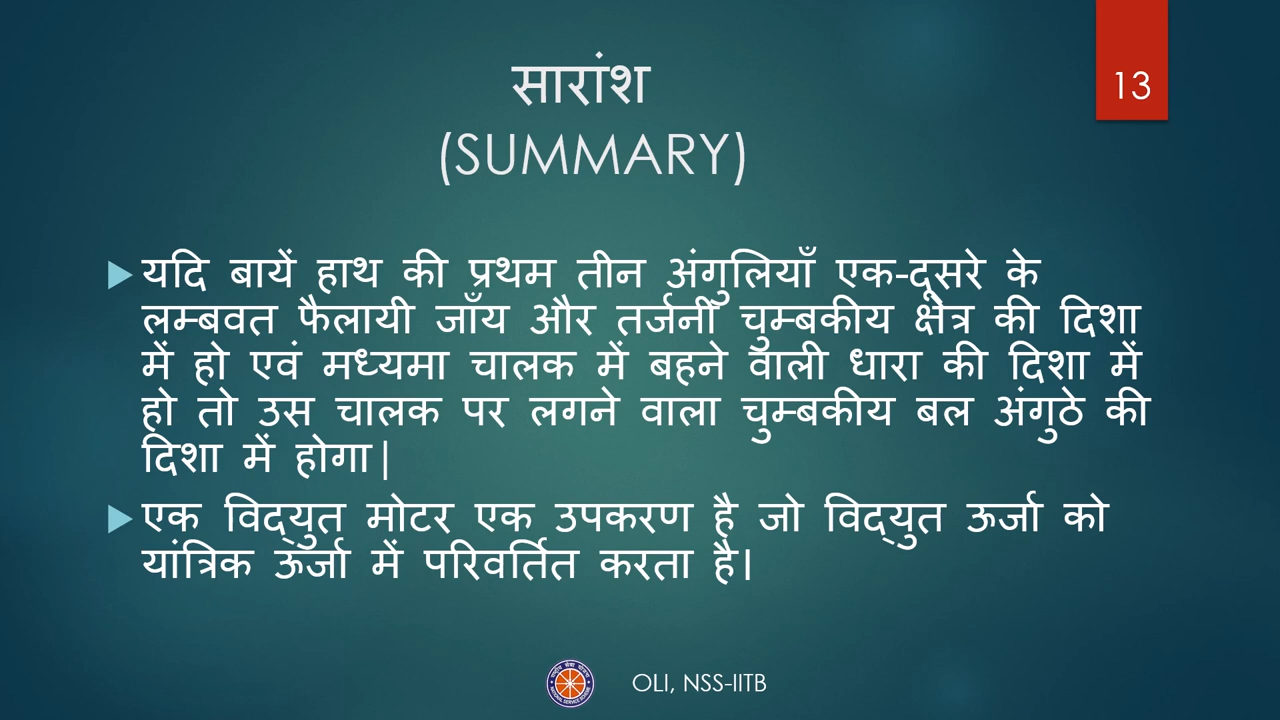 सारांश
(SUMMARY)
13
यदि बायें हाथ की प्रथम तीन अंगुलियाँ एक-दूसरे के
लम्बवत फैलायी जाँय और तर्जनी चुम्बकीय क्षेत्र की दिशा
में हो एवं मध्यमा चालक में बहने वाली धारा की दिशा में
हो तो उस चालक पर लगने वाला चुम्बकीय बल अंगुठे की
दिशा में होगा|
एक विद्युत मोटर एक उपकरण है जो विद्युत ऊर्जा को
यांत्रिक ऊर्जा में परिवर्तित करता है।
OLI, NSS-IITB